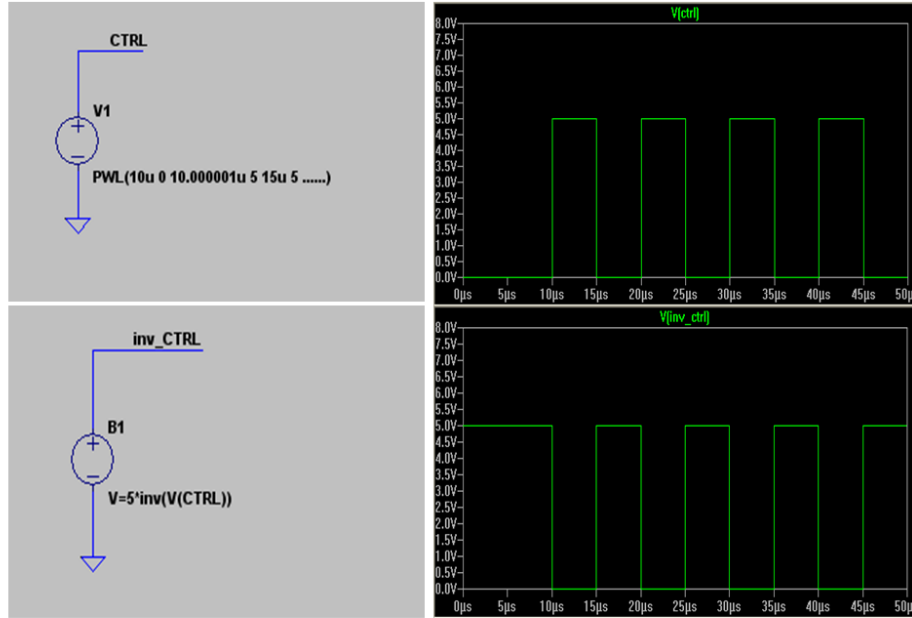 CTRL
V1
PWL(10u 0 10.000001u 5 15u 5 ......)
V(ctrl)
8.0V
7.5V
7.0V
6.5V
6.0V
5.5V
5.0V
4.5V
4.0V
3.5V
3.0V
2.5V
2.0V
1.5V
1.0V
0.5V
0.0V
0µs 5µs 10µs 15µs 20µs 25µs 30µs 35µs 40µs 45µs 50µs
inv_CTRL
B1
V=5*inv(V(CTRL))
V(inv_ctrl)
8.0V
7.5V
7.0V
6.5V
6.0V
5.5V
5.0V
4.5V
4.0V
3.5V
3.0V
2.5V
2.0V
1.5V
1.0V
0.5V
0.0V
0µs 5µs 10µs 15µs 20µs 25µs 30µs 35µs 40µs 45µs 50µs